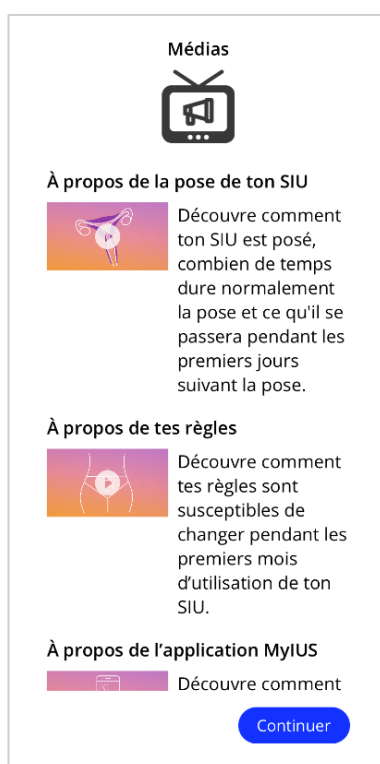 Médias
À propos de la pose de ton SIU
Découvre comment
ton SIU est posé,
combien de temps
dure normalement
la pose et ce qu'il se
passera pendant les
premiers jours
suivant la pose.
À propos de tes règles
Découvre comment
tes règles sont
susceptibles de
changer pendant les
premiers mois
d’utilisation de ton
SIU.
À propos de l’application MyIUS
Découvre comment
Continuer